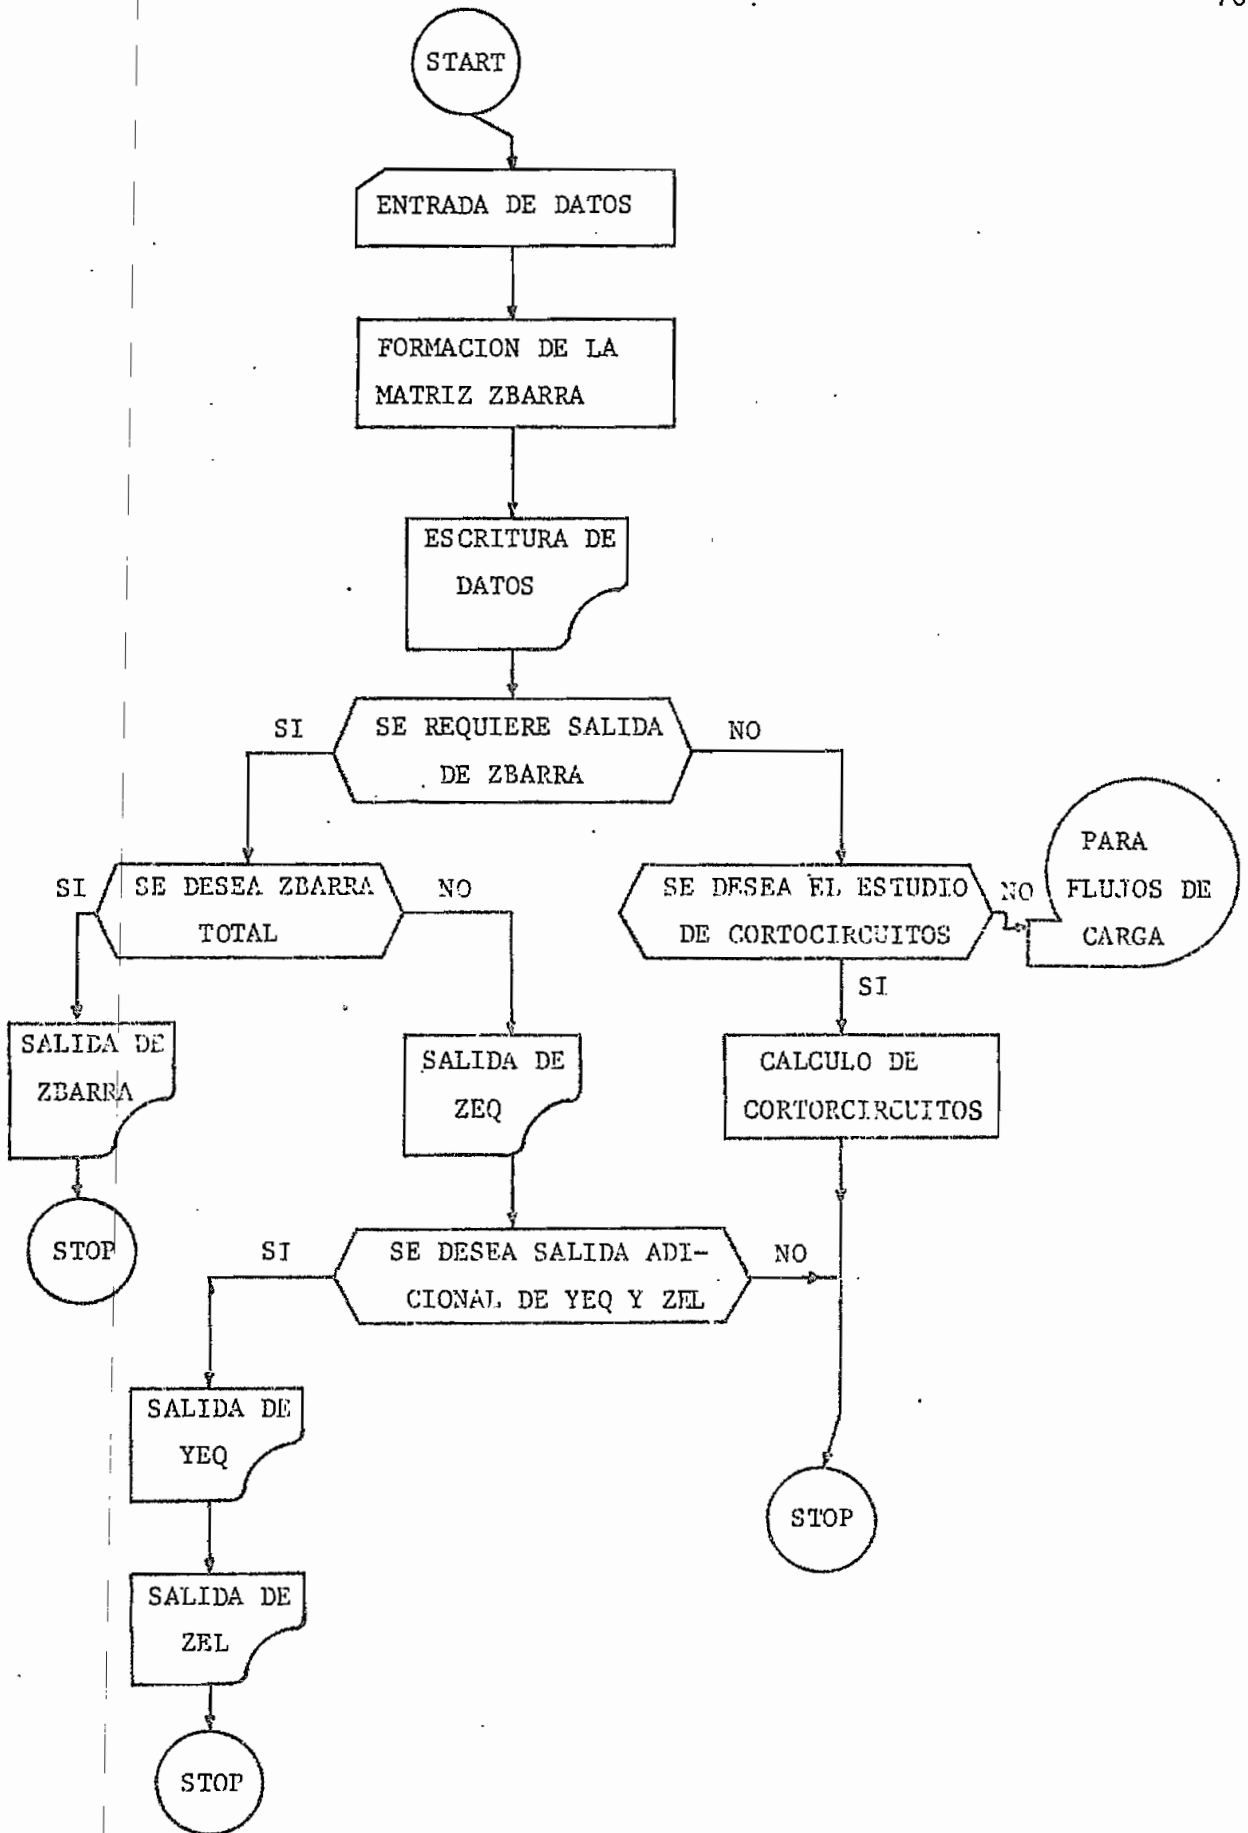 START
ENTRADA DE DATOS
FORMACION DE LA
MATRIZ ZBARRA
ESCRITURA DE
DATOS
SI
SE REQUIERE SALIDA
DE ZBARRA
NO
SI
SE DESEA ZBARRA
TOTAL
NO
SE DESEA EL ESTUDIO
DE CORTOCIRCUITOS
NO
PARA
FLUJOS DE
CARGA
SI
SALIDA DE
ZBARRA
SALIDA DE
ZEQ
CALCULO DE
CORTORCIRCUITOS
STOP
SI
SE DESEA SALIDA ADI-
CIONAL DE YEQ Y ZEL
NO
SALIDA DE
YEQ
STOP
SALIDA DE
ZEL
STOP